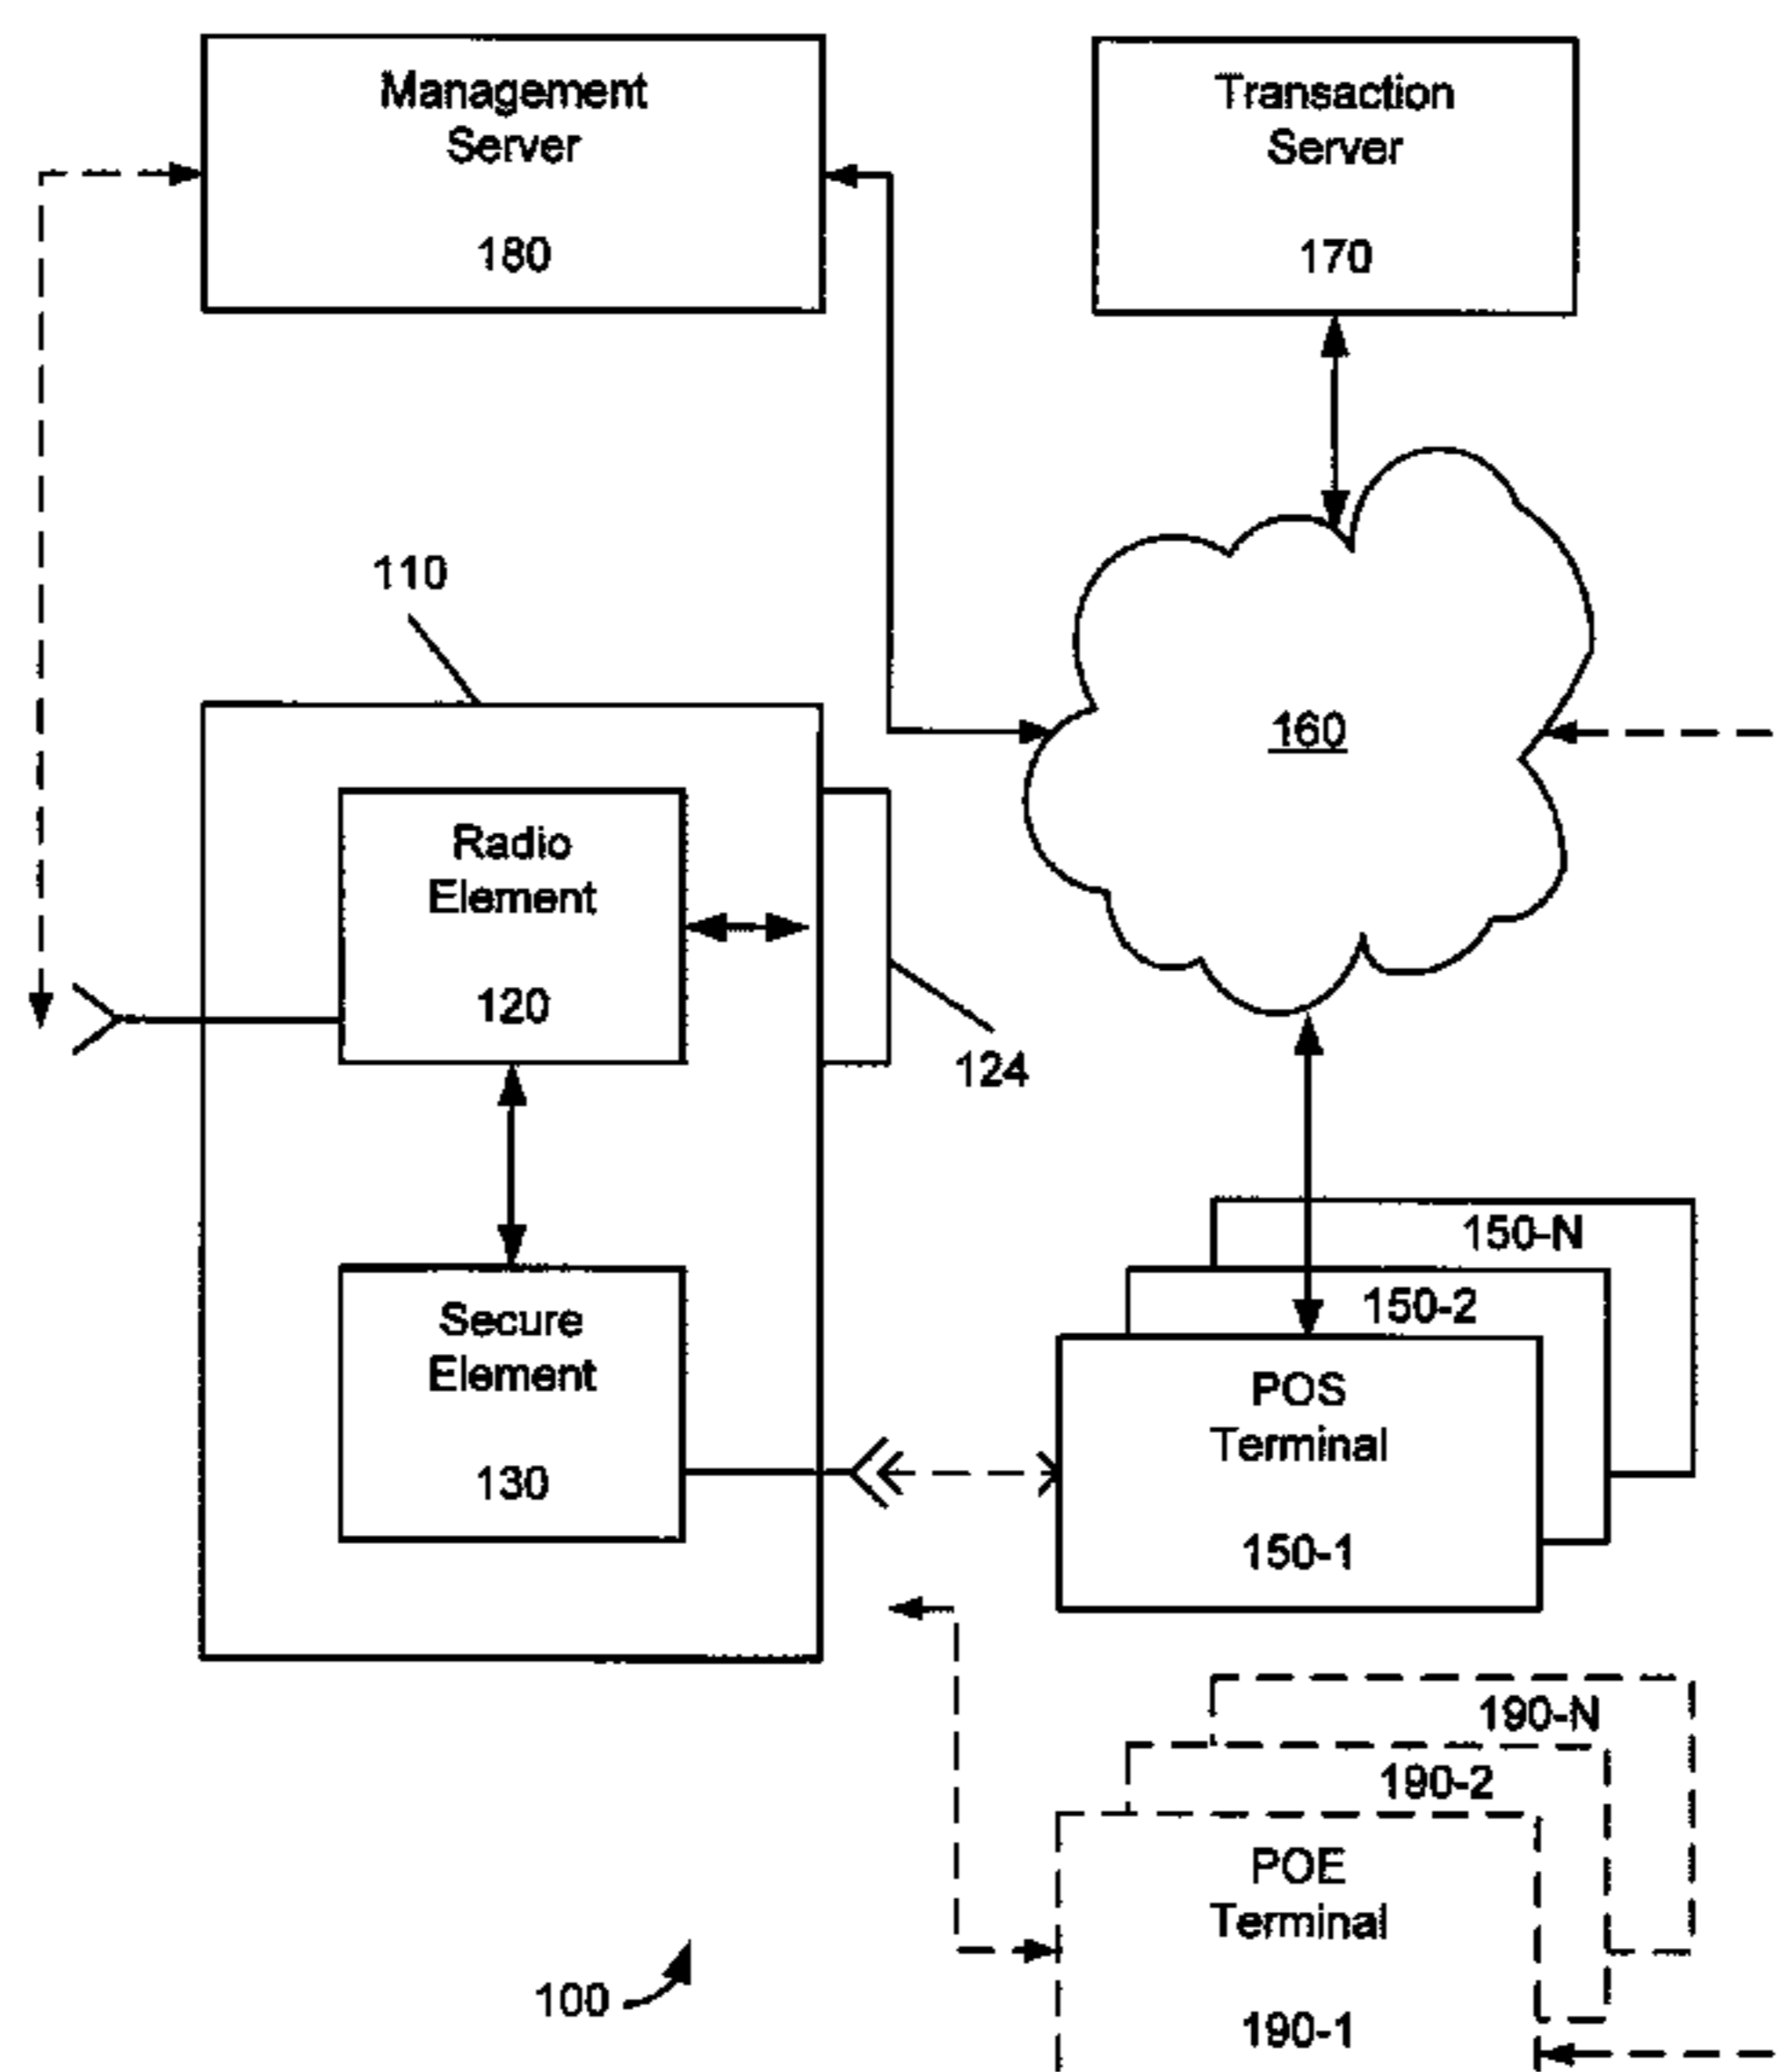 Management
Server
180
Transaction
Server
170
110
160
Radio
Element
120
124
Secure
Element
130
150-N
150-2
POS
Terminal
150-1
190-N
190-2
POE
Terminal
190-1
100